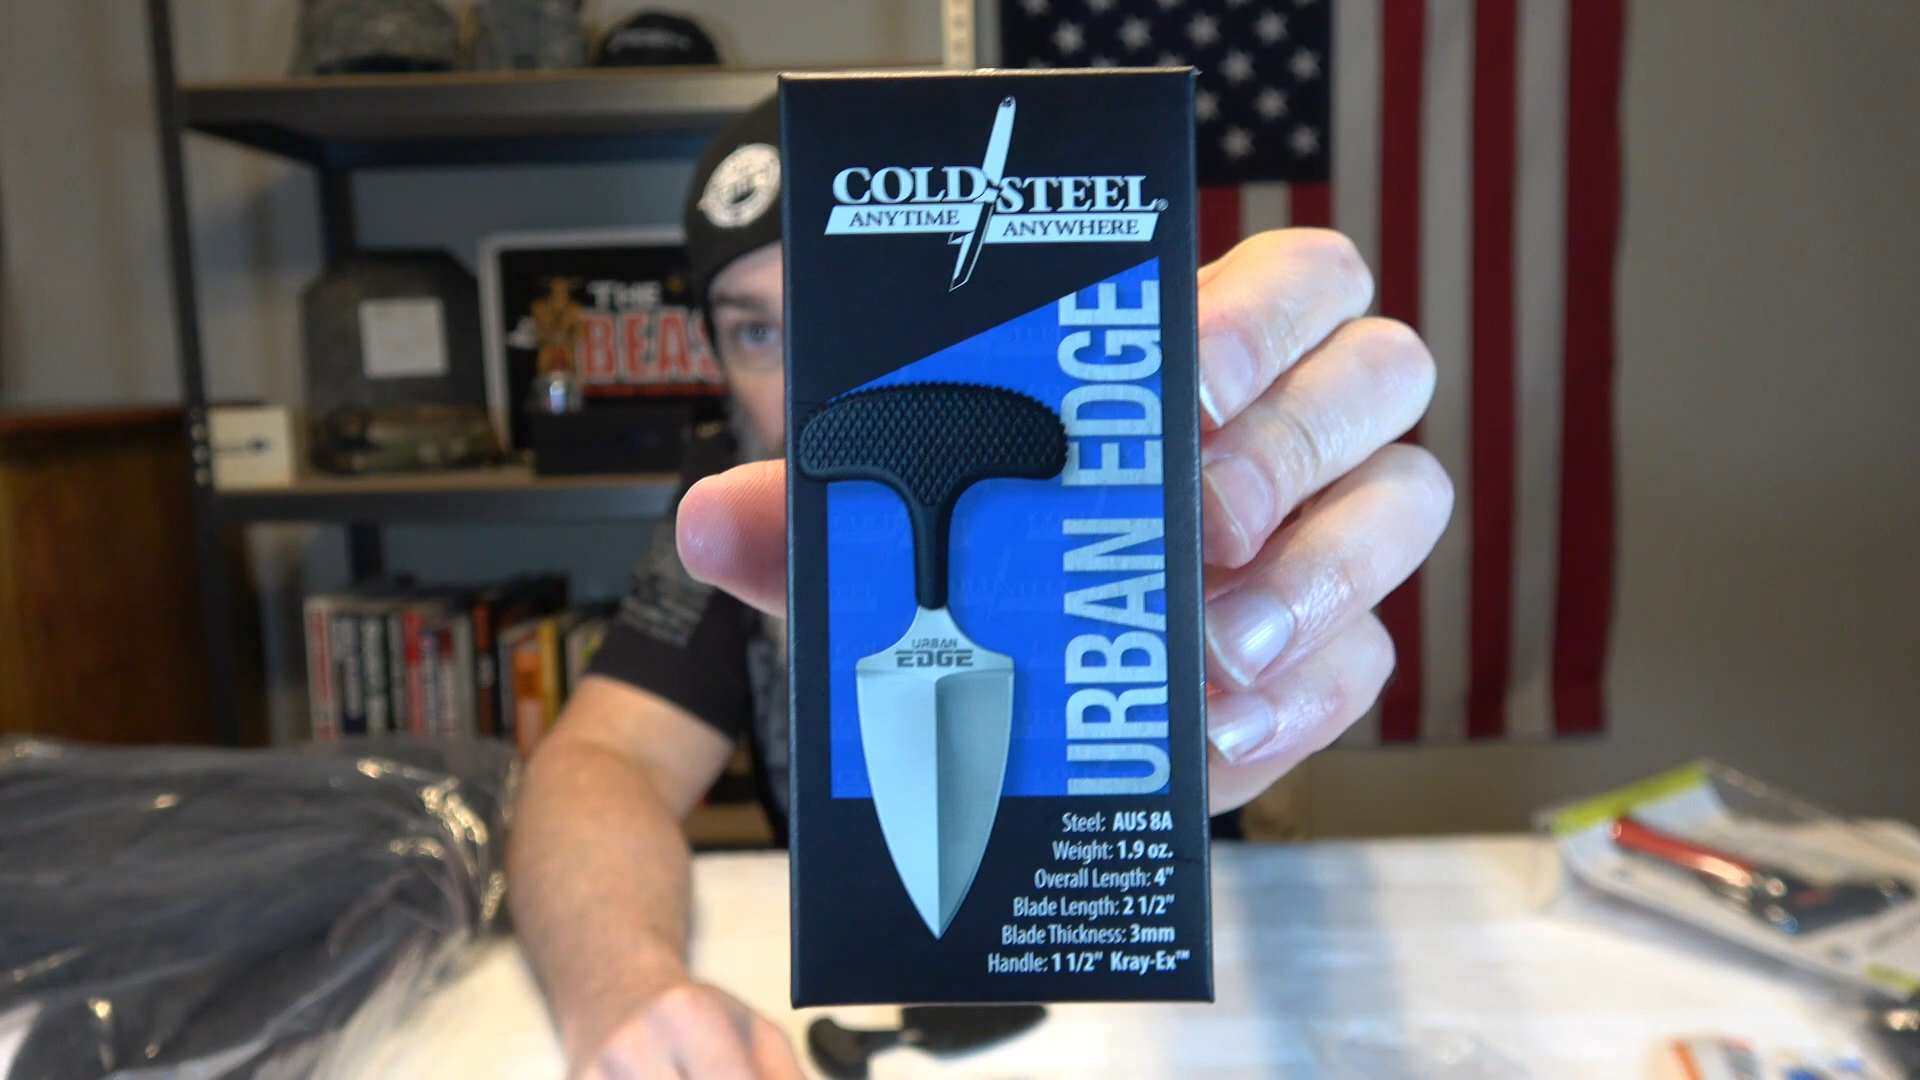 COLD STEEL®
ANYTIME ANYWHERE
URBAN EDGE
URBAN
EDGE
Steel: AUS 8A
Weight: 1.9 oz.
Overall Length: 4"
Blade Length: 2 1/2"
Blade Thickness: 3mm
Handle: 1 1/2" Kray-Ex™
THE